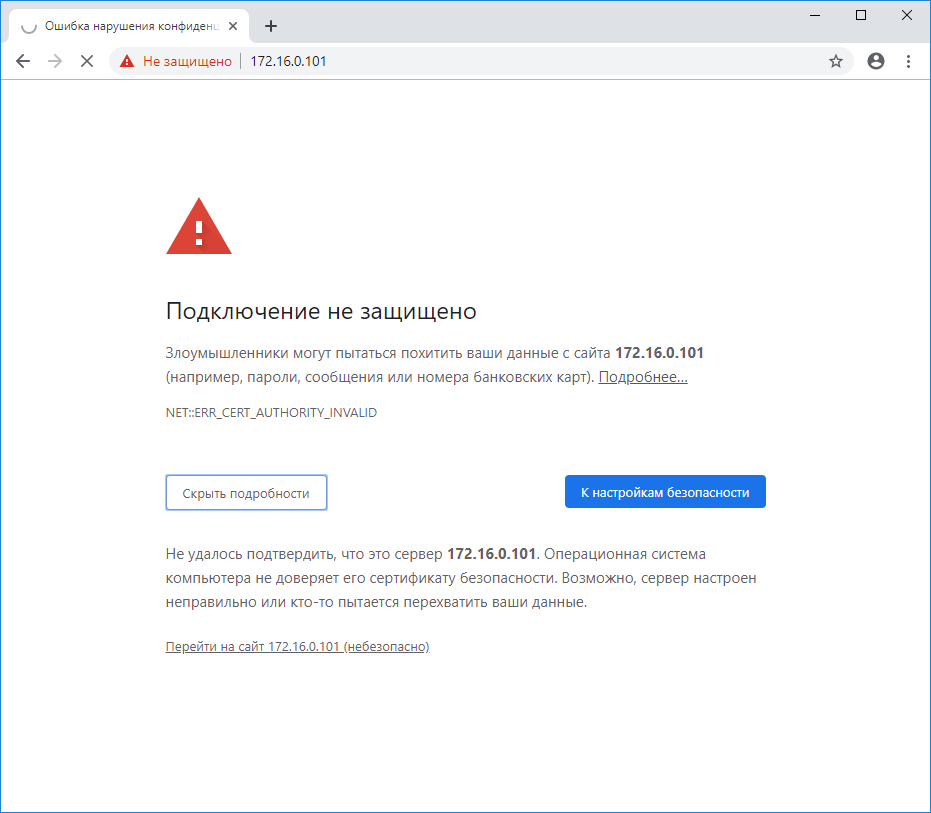 Ошибка нарушения конфиденц
Не защищено 172.16.0.101
Подключение не защищено
Злоумышленники могут пытаться похитить ваши данные с сайта 172.16.0.101
(например, пароли, сообщения или номера банковских карт). Подробнее...
NET::ERR_CERT_AUTHORITY_INVALID
Скрыть подробности К настройкам безопасности
Не удалось подтвердить, что это сервер 172.16.0.101. Операционная система
компьютера не доверяет его сертификату безопасности. Возможно, сервер настроен
неправильно или кто-то пытается перехватить ваши данные.
Перейти на сайт 172.16.0.101 (небезопасно)